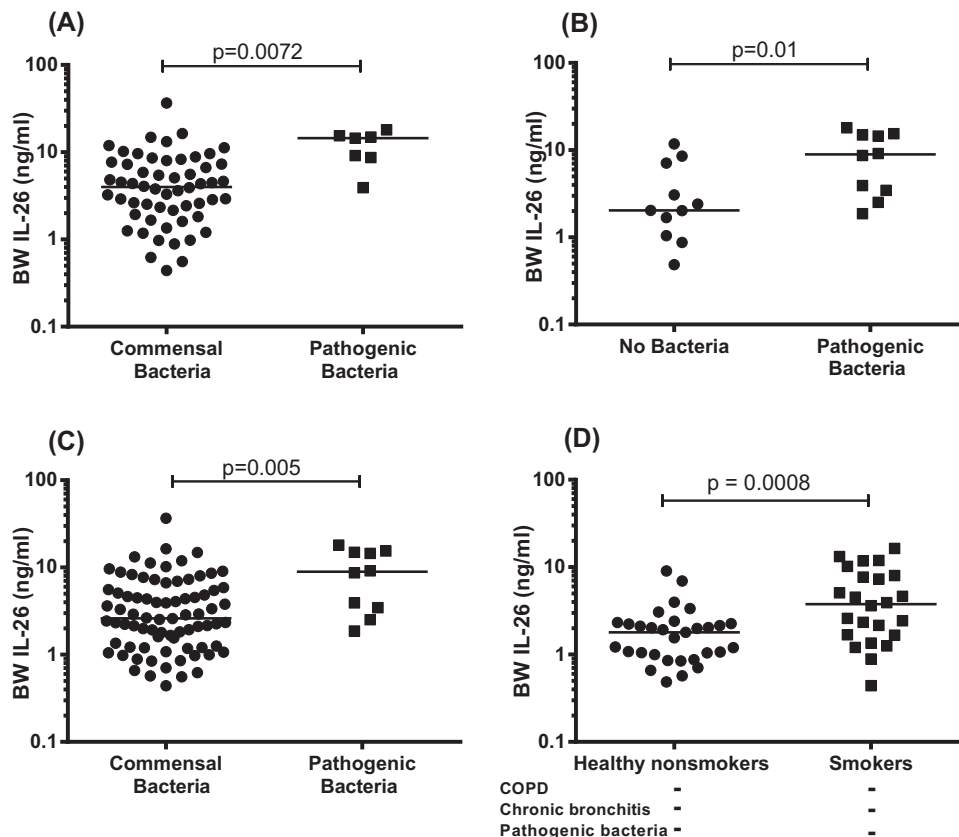 (A)
p=0.0072
100
10
1
0.1
BW IL-26 (ng/ml)
Commensal
Bacteria
Pathogenic
Bacteria
(B)
p=0.01
100
10
1
0.1
BW IL-26 (ng/ml)
No Bacteria
Pathogenic
Bacteria
(C)
p=0.005
100
10
1
0.1
BW IL-26 (ng/ml)
Commensal
Bacteria
Pathogenic
Bacteria
(D)
p = 0.0008
100
10
1
0.1
BW IL-26 (ng/ml)
Healthy nonsmokers
Smokers
COPD - -
Chronic bronchitis - -
Pathogenic bacteria - -